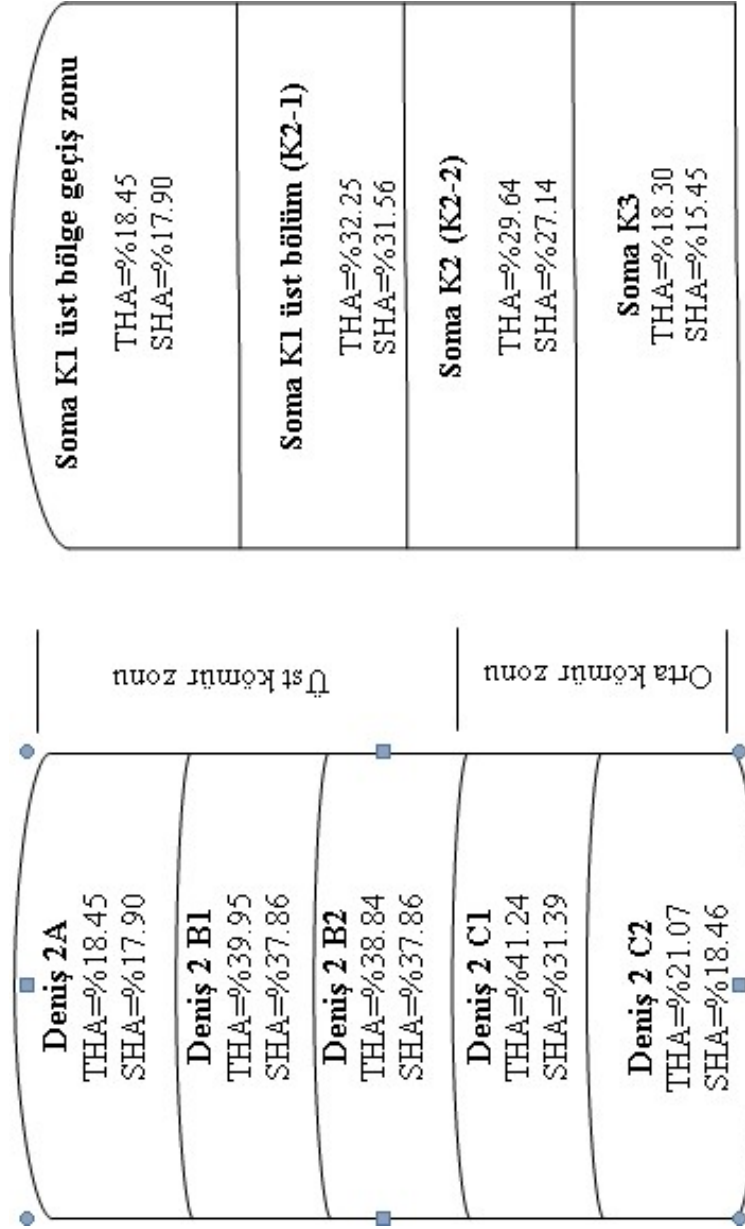 Deniş 2A
THA=%18.45
SHA=%17.90
Deniş 2 B1
THA=%39.95
SHA=%37.86
Deniş 2 B2
THA=%38.84
SHA=%37.86
Deniş 2 C1
THA=%41.24
SHA=%31.39
Deniş 2 C2
THA=%21.07
SHA=%18.46
Üst kömür zonu
Orta kömür zonu
Soma K1 üst bölge geçiş zonu
THA=%18.45
SHA=%17.90
Soma K1 üst bölüm (K2-1)
THA=%32.25
SHA=%31.56
Soma K2 (K2-2)
THA=%29.64
SHA=%27.14
Soma K3
THA=%18.30
SHA=%15.45